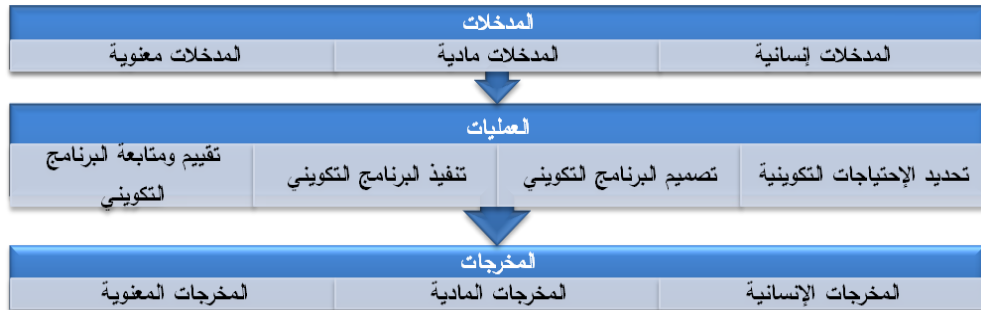 المدخلات
المدخلات إنسانية
المدخلات مادية
المدخلات معنوية
العمليات
تحديد الإحتياجات التكوينية
تصميم البرنامج التكويني
تنفيذ البرنامج التكويني
تقييم ومتابعة البرنامج
التكويني
المخرجات
المخرجات الإنسانية
المخرجات المادية
المخرجات المعنوية